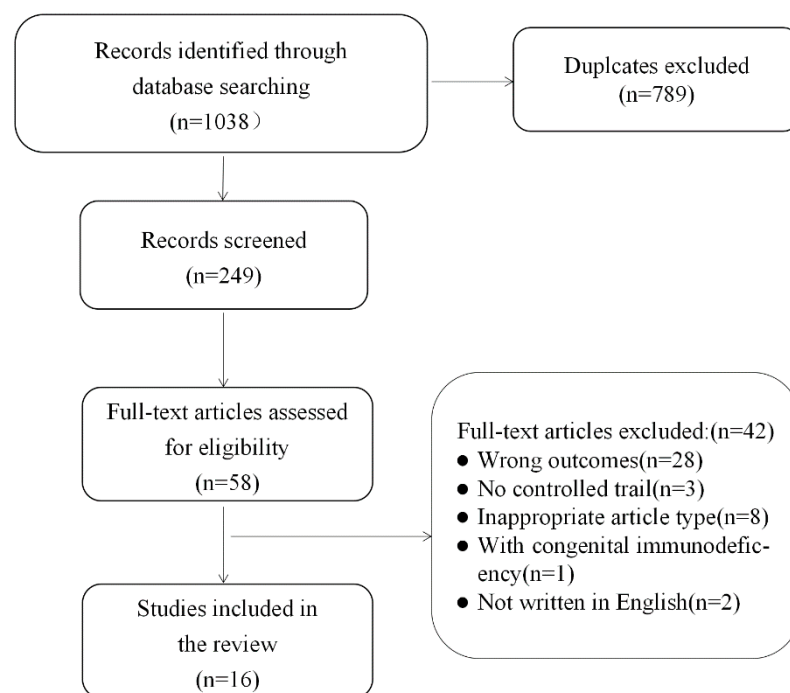 Records identified through
database searching
(n=1038）
Duplcates excluded
(n=789)
Records screened
(n=249)
Full-text articles assessed
for eligibility
(n=58)
Full-text articles excluded:(n=42)
● Wrong outcomes(n=28)
● No controlled trail(n=3)
● Inappropriate article type(n=8)
● With congenital immunodefic-
ency(n=1)
● Not written in English(n=2)
Studies included in
the review
(n=16)